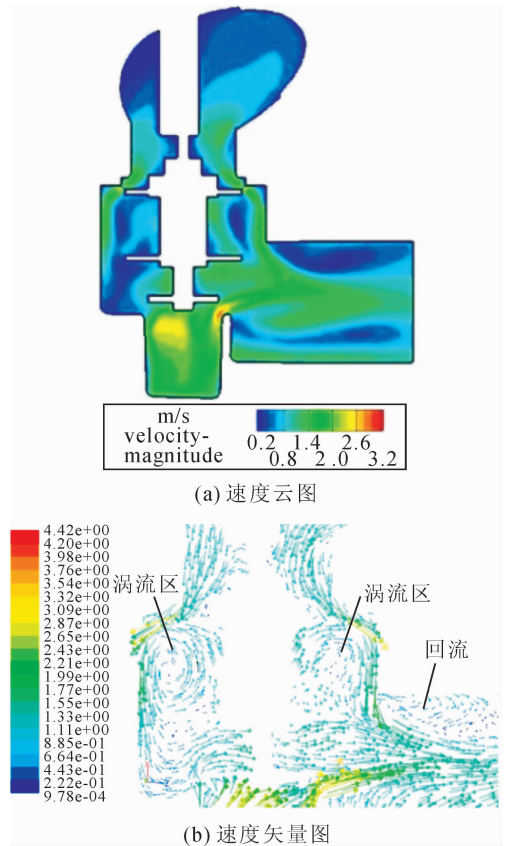 m/s
velocity-
magnitude
0.2 1.4 2.6
0.8 2.0 3.2
(a) 速度云图
4.42e+00
4.20e+00
3.98e+00
3.76e+00
3.54e+00
3.32e+00
3.09e+00
2.87e+00
2.65e+00
2.43e+00
2.21e+00
1.99e+00
1.77e+00
1.55e+00
1.33e+00
1.11e+00
8.85e-01
6.64e-01
4.43e-01
2.22e-01
9.78e-04
涡流区
涡流区
回流
(b) 速度矢量图